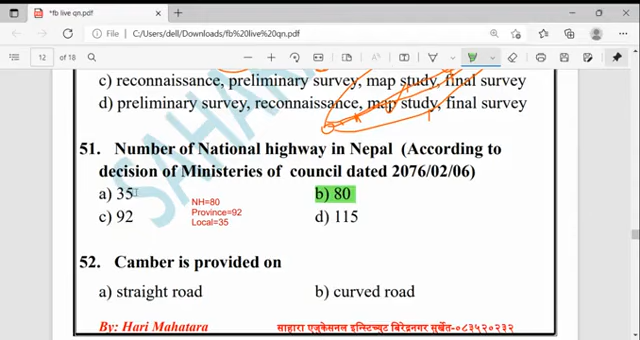 *fb live qn.pdf
File
C:/Users/dell/Downloads/fb%20live%20qn.pdf
12 of 18
c) reconnaissance, preliminary survey, map study, final survey
d) preliminary survey, reconnaissance, map study, final survey
51. Number of National highway in Nepal (According to
decision of Ministeries of council dated 2076/02/06)
a) 35 b) 80
NH=80
Province=92
Local=35
c) 92 d) 115
52. Camber is provided on
a) straight road b) curved road
By: Hari Mahatara साहारा एजुकेसनल इन्स्टिच्युट बिरेद्रनगर सुर्खेत-०८३५२०२३२
SAHARA